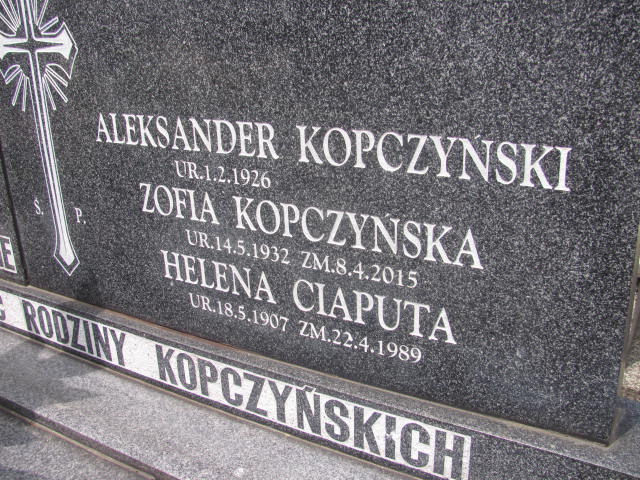 Ś. P.
ALEKSANDER KOPCZYŃSKI
UR.1.2.1926
ZOFIA KOPCZYŃSKA
UR.14.5.1932 ZM.8.4.2015
HELENA CIAPUTA
UR.18.5.1907 ZM.22.4.1989
RODZINY KOPCZYŃSKICH